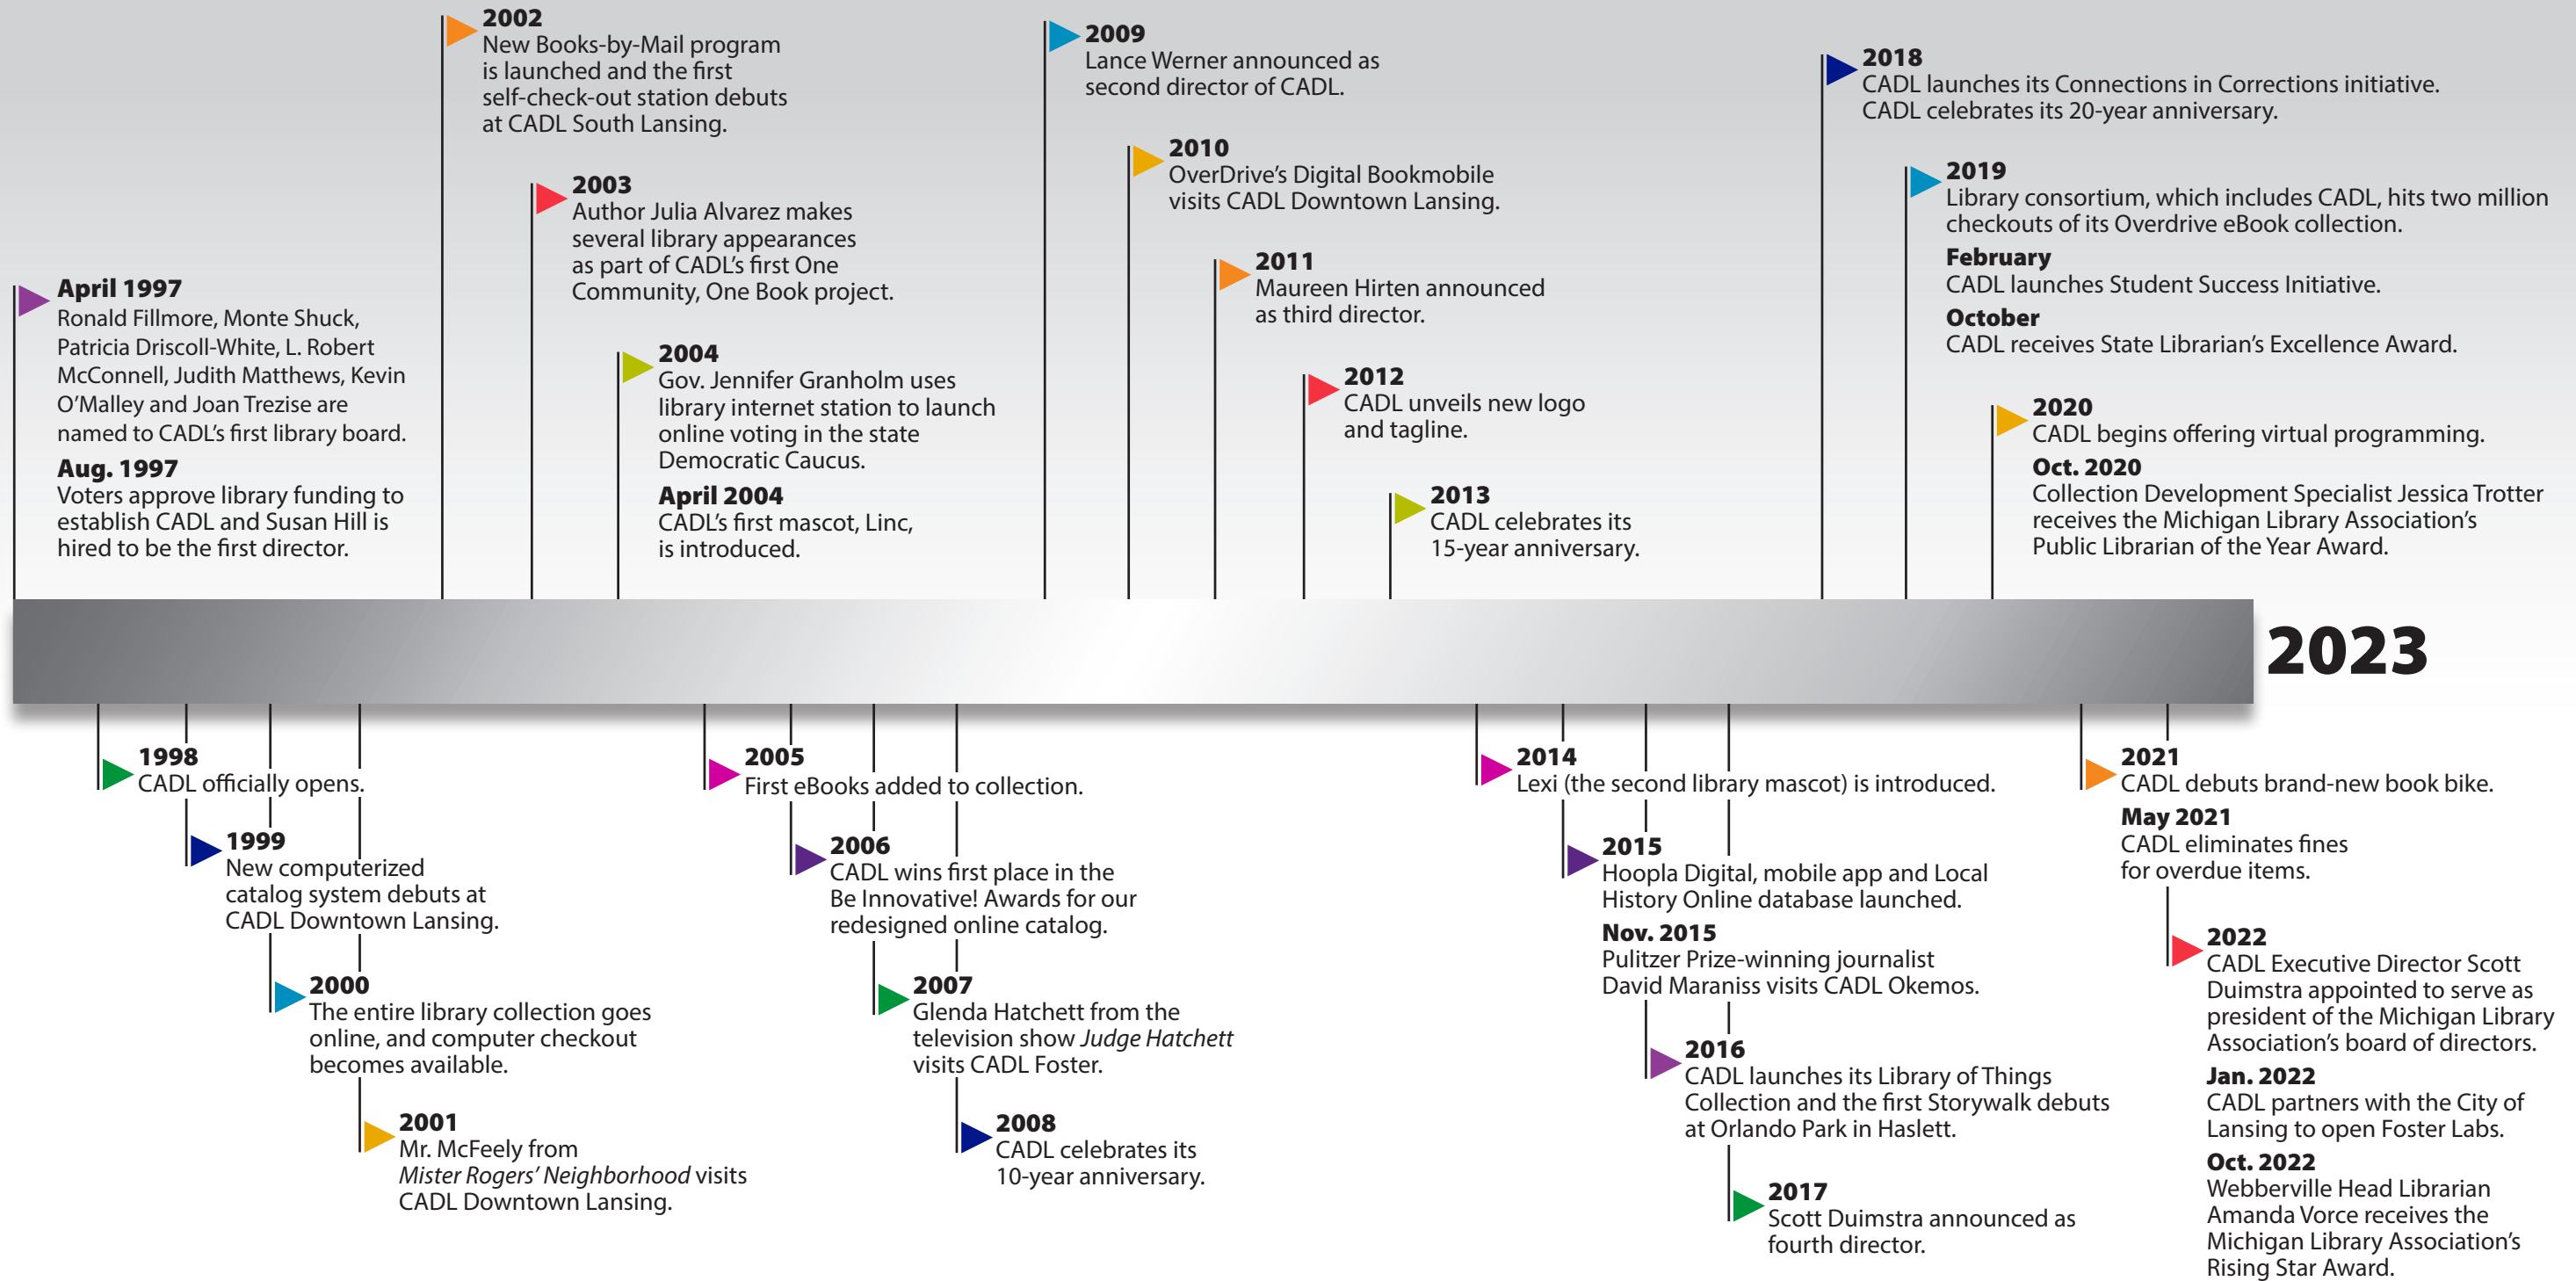 April 1997
Ronald Fillmore, Monte Shuck,
Patricia Driscoll-White, L. Robert
McConnell, Judith Matthews, Kevin
O’Malley and Joan Trezise are
named to CADL’s first library board.
Aug. 1997
Voters approve library funding to
establish CADL and Susan Hill is
hired to be the first director.
1998
CADL officially opens.
1999
New computerized
catalog system debuts at
CADL Downtown Lansing.
2000
The entire library collection goes
online, and computer checkout
becomes available.
2001
Mr. McFeely from
Mister Rogers’ Neighborhood visits
CADL Downtown Lansing.
2002
New Books-by-Mail program
is launched and the first
self-check-out station debuts
at CADL South Lansing.
2003
Author Julia Alvarez makes
several library appearances
as part of CADL’s first One
Community, One Book project.
2004
Gov. Jennifer Granholm uses
library internet station to launch
online voting in the state
Democratic Caucus.
April 2004
CADL’s first mascot, Linc,
is introduced.
2005
First eBooks added to collection.
2006
CADL wins first place in the
Be Innovative! Awards for our
redesigned online catalog.
2007
Glenda Hatchett from the
television show Judge Hatchett
visits CADL Foster.
2008
CADL celebrates its
10-year anniversary.
2009
Lance Werner announced as
second director of CADL.
2010
OverDrive’s Digital Bookmobile
visits CADL Downtown Lansing.
2011
Maureen Hirten announced
as third director.
2012
CADL unveils new logo
and tagline.
2013
CADL celebrates its
15-year anniversary.
2014
Lexi (the second library mascot) is introduced.
2015
Hoopla Digital, mobile app and Local
History Online database launched.
Nov. 2015
Pulitzer Prize-winning journalist
David Maraniss visits CADL Okemos.
2016
CADL launches its Library of Things
Collection and the first Storywalk debuts
at Orlando Park in Haslett.
2017
Scott Duimstra announced as
fourth director.
2018
CADL launches its Connections in Corrections initiative.
CADL celebrates its 20-year anniversary.
2019
Library consortium, which includes CADL, hits two million
checkouts of its Overdrive eBook collection.
February
CADL launches Student Success Initiative.
October
CADL receives State Librarian’s Excellence Award.
2020
CADL begins offering virtual programming.
Oct. 2020
Collection Development Specialist Jessica Trotter
receives the Michigan Library Association’s
Public Librarian of the Year Award.
2021
CADL debuts brand-new book bike.
May 2021
CADL eliminates fines
for overdue items.
2022
CADL Executive Director Scott
Duimstra appointed to serve as
president of the Michigan Library
Association’s board of directors.
Jan. 2022
CADL partners with the City of
Lansing to open Foster Labs.
Oct. 2022
Webberville Head Librarian
Amanda Vorce receives the
Michigan Library Association’s
Rising Star Award.
2023